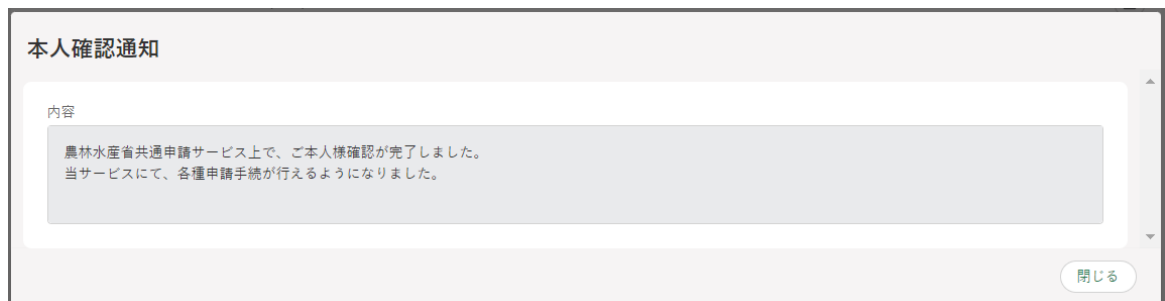 本人確認通知
内容
農林水産省共通申請サービス上で、ご本人様確認が完了しました。
当サービスにて、各種申請手続が行えるようになりました。
閉じる